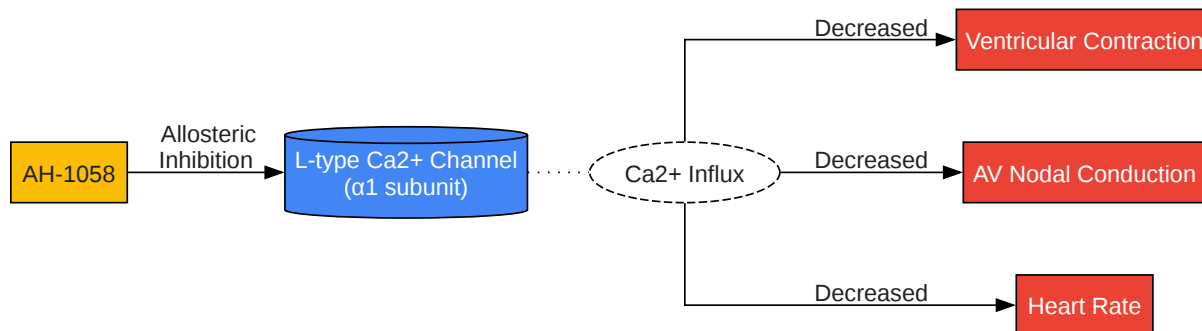 AH-1058
Allosteric
Inhibition
L-type Ca2+ Channel
(α1 subunit)
Ca2+ Influx
Decreased
Ventricular Contraction
Decreased
AV Nodal Conduction
Decreased
Heart Rate